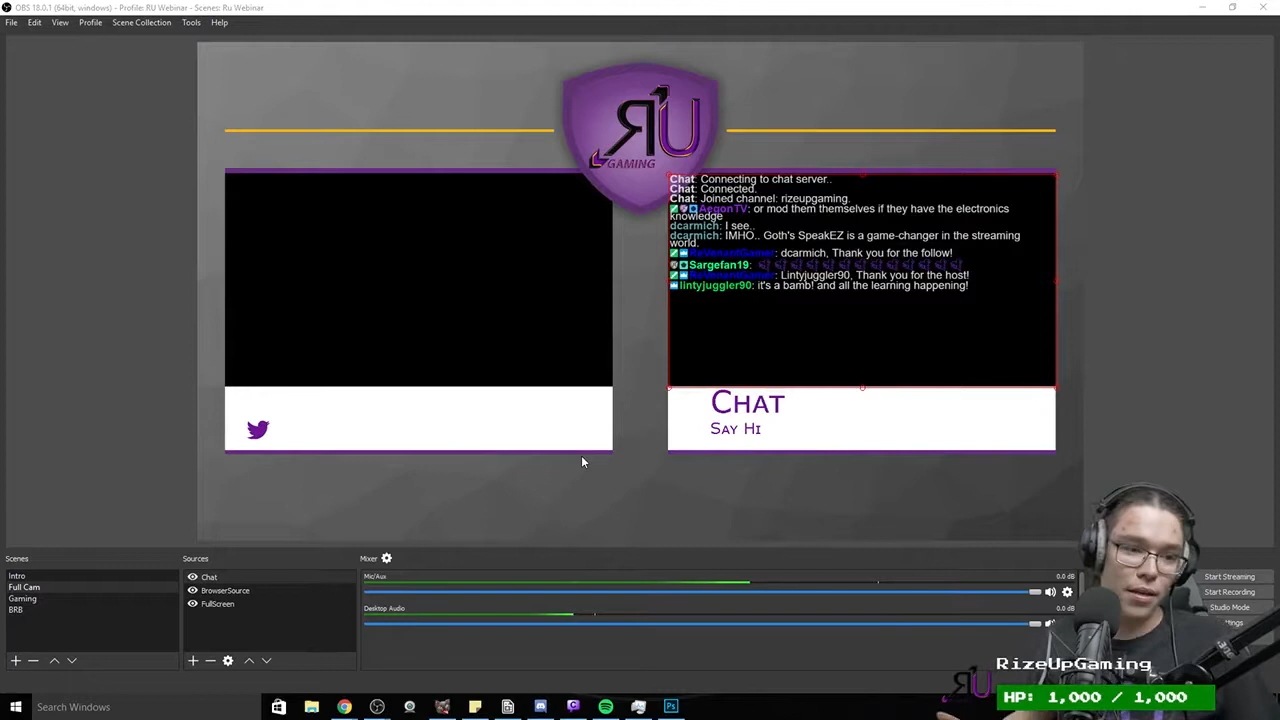 OBS 18.0.1 (64bit, windows) - Profile: RU Webinar - Scenes: Ru Webinar
File Edit View Profile Scene Collection Tools Help
RU
GAMING
Chat: Connecting to chat server..
Chat: Connected.
Chat: Joined channel: rizeupgaming.
AegonTV: or mod them themselves if they have the electronics
knowledge
dcarmich: I see..
dcarmich: IMHO.. Goth's SpeakEZ is a game-changer in the streaming
world.
dcarmich, Thank you for the follow!
Sargefan19:
Lintyjuggler90, Thank you for the host!
lintyjuggler90: it's a bamb! and all the learning happening!
Chat
Say Hi
Scenes
Intro
Full Cam
Gaming
BRB
Sources
Chat
BrowserSource
FullScreen
Mixer
Mic/Aux 0.0 dB
Desktop Audio 0.0 dB
Start Streaming
Start Recording
Studio Mode
RizeUpGaming
HP: 1,000 / 1,000
Search Windows
Ps